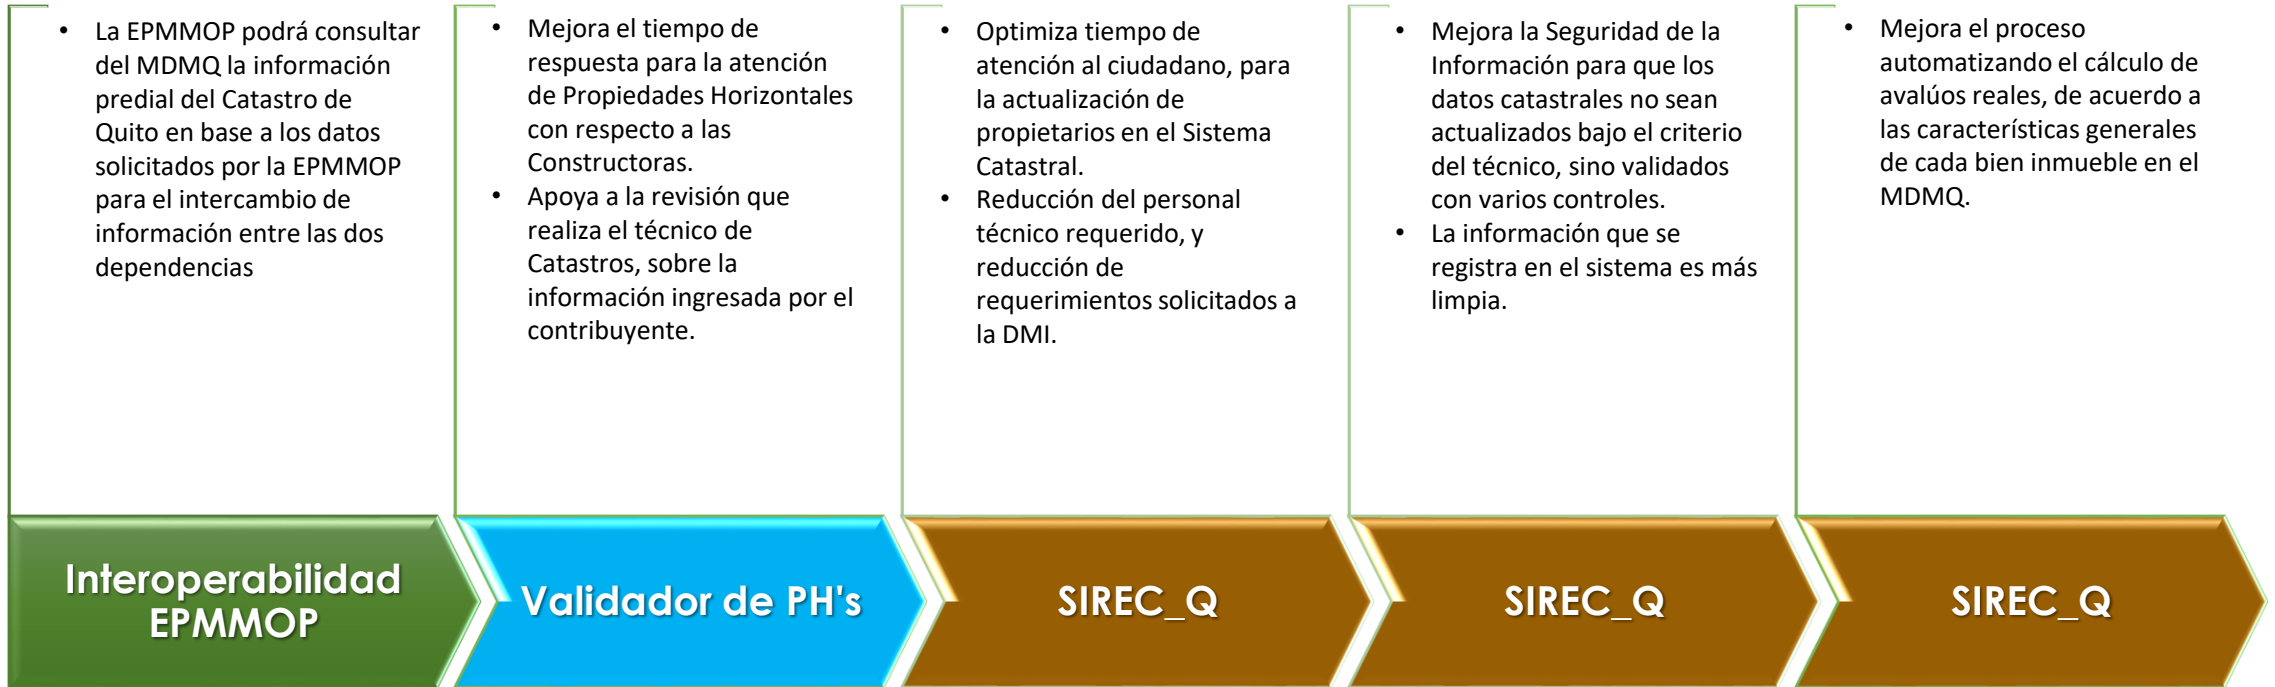 • La EPMMOP podrá consultar
del MDMQ la información
predial del Catastro de
Quito en base a los datos
solicitados por la EPMMOP
para el intercambio de
información entre las dos
dependencias
• Mejora el tiempo de
respuesta para la atención
de Propiedades Horizontales
con respecto a las
Constructoras.
• Apoya a la revisión que
realiza el técnico de
Catastros, sobre la
información ingresada por el
contribuyente.
• Optimiza tiempo de
atención al ciudadano, para
la actualización de
propietarios en el Sistema
Catastral.
• Reducción del personal
técnico requerido, y
reducción de
requerimientos solicitados a
la DMI.
• Mejora la Seguridad de la
Información para que los
datos catastrales no sean
actualizados bajo el criterio
del técnico, sino validados
con varios controles.
• La información que se
registra en el sistema es más
limpia.
• Mejora el proceso
automatizando el cálculo de
avalúos reales, de acuerdo a
las características generales
de cada bien inmueble en el
MDMQ.
Interoperabilidad
EPMMOP
Validador de PH's
SIREC_Q
SIREC_Q
SIREC_Q